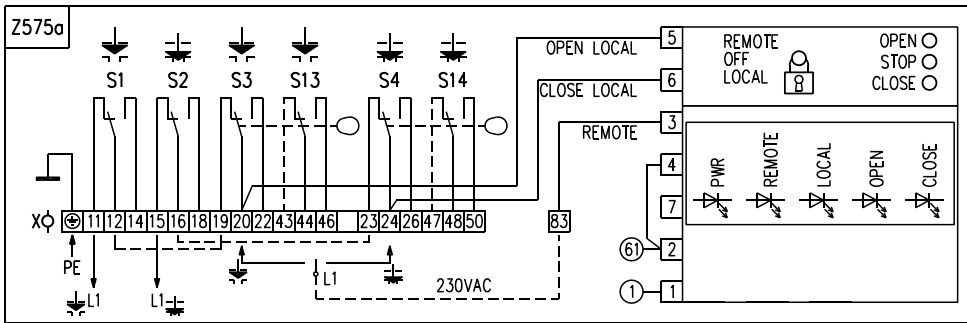 Z575a
S1 S2 S3 S13 S4 S14
OPEN LOCAL
CLOSE LOCAL
REMOTE
5
6
3
4
7
2
1
REMOTE
OFF
LOCAL
OPEN
STOP
CLOSE
PWR
REMOTE
LOCAL
OPEN
CLOSE
X 11 12 14 15 16 18 19 20 22 43 44 46 23 24 26 47 48 50 83
61
1
PE
L1
L1
L1
230VAC